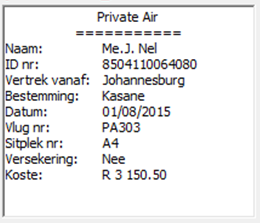 Private Air
===========
Naam: Me.J. Nel
ID nr: 8504110064080
Vertrek vanaf: Johannesburg
Bestemming: Kasane
Datum: 01/08/2015
Vlug nr: PA303
Sitplek nr: A4
Versekering: Nee
Koste: R 3 150.50